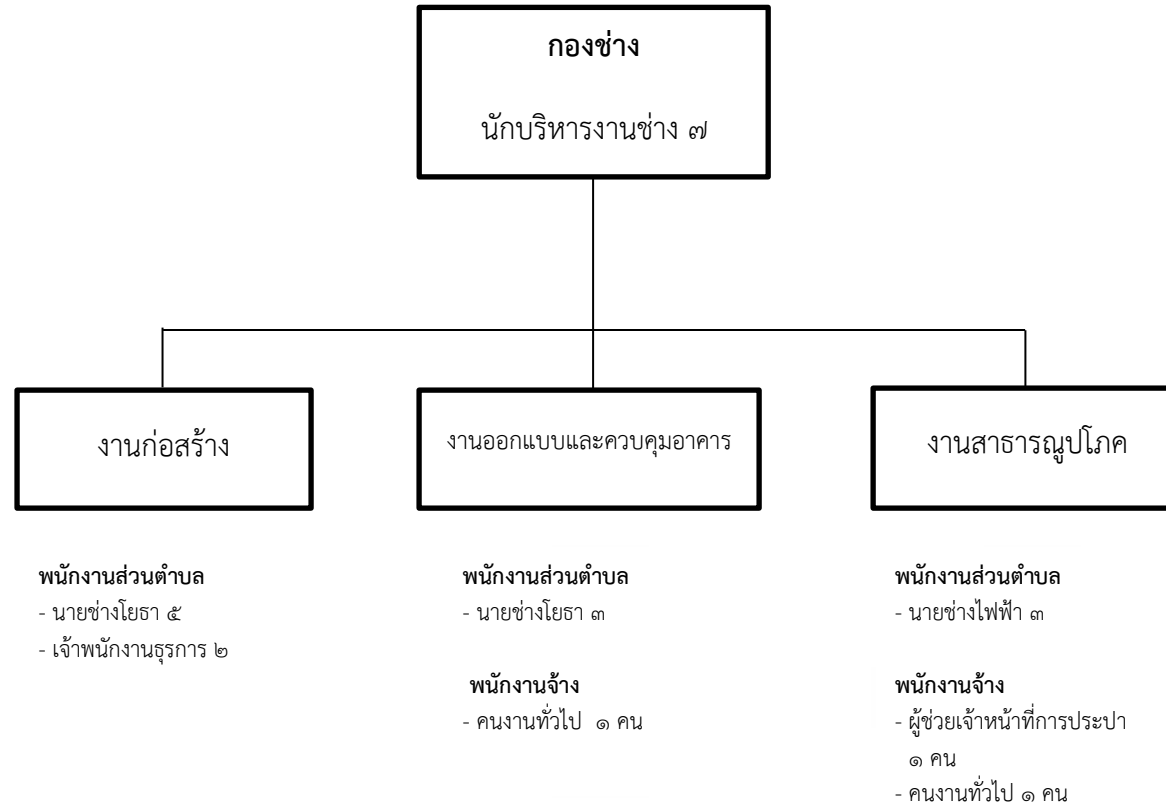 กองช่าง
นักบริหารงานช่าง ๗
งานก่อสร้าง
งานออกแบบและควบคุมอาคาร
งานสาธารณูปโภค
พนักงานส่วนตำบล
- นายช่างโยธา ๕
- เจ้าพนักงานธุรการ ๒
พนักงานส่วนตำบล
- นายช่างโยธา ๓
พนักงานจ้าง
- คนงานทั่วไป ๑ คน
พนักงานส่วนตำบล
- นายช่างไฟฟ้า ๓
พนักงานจ้าง
- ผู้ช่วยเจ้าหน้าที่การประปา
๑ คน
- คนงานทั่วไป ๑ คน